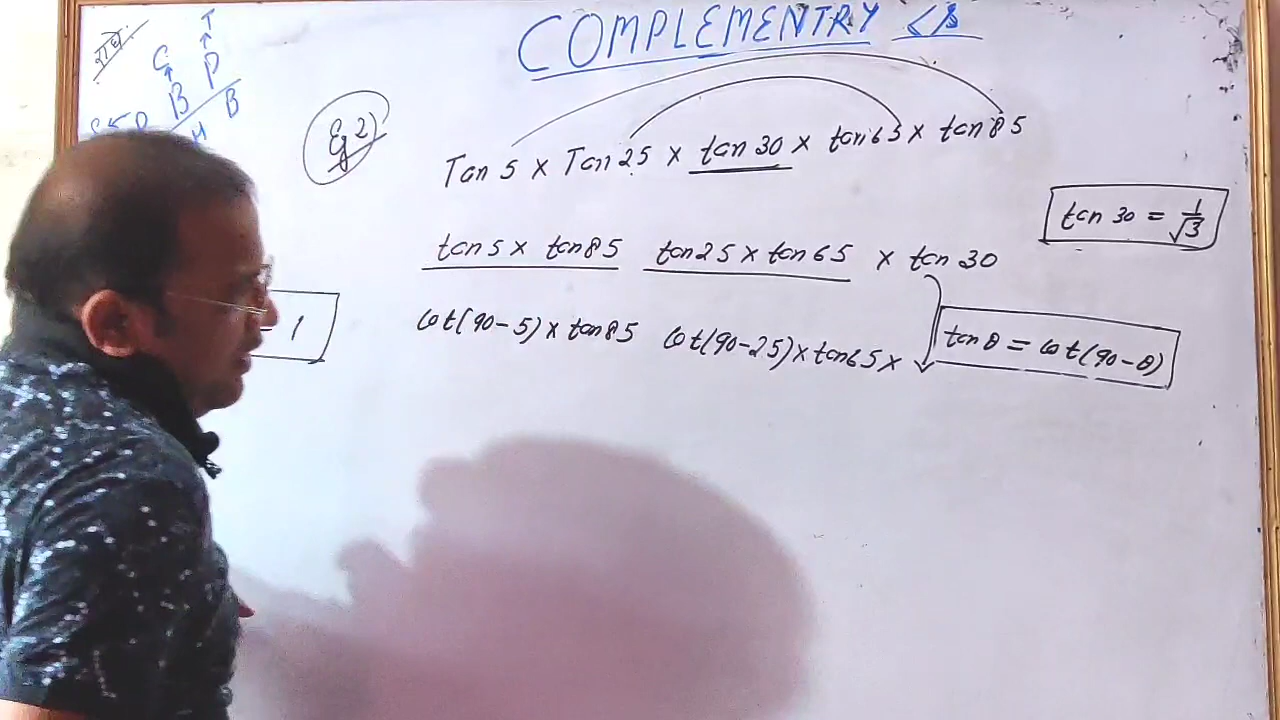 COMPLEMENTRY <s
राधे
T
C P
B B
H
Eg 2)
Tan 5 × Tan 25 × tan 30 × tan 65 × tan 85
tan 30 = 1/√3
tan 5 × tan 85 tan 25 × tan 65 × tan 30
= 1
cot(90-5) × tan 85 cot(90-25) × tan 65 ×
tan θ = cot(90-θ)